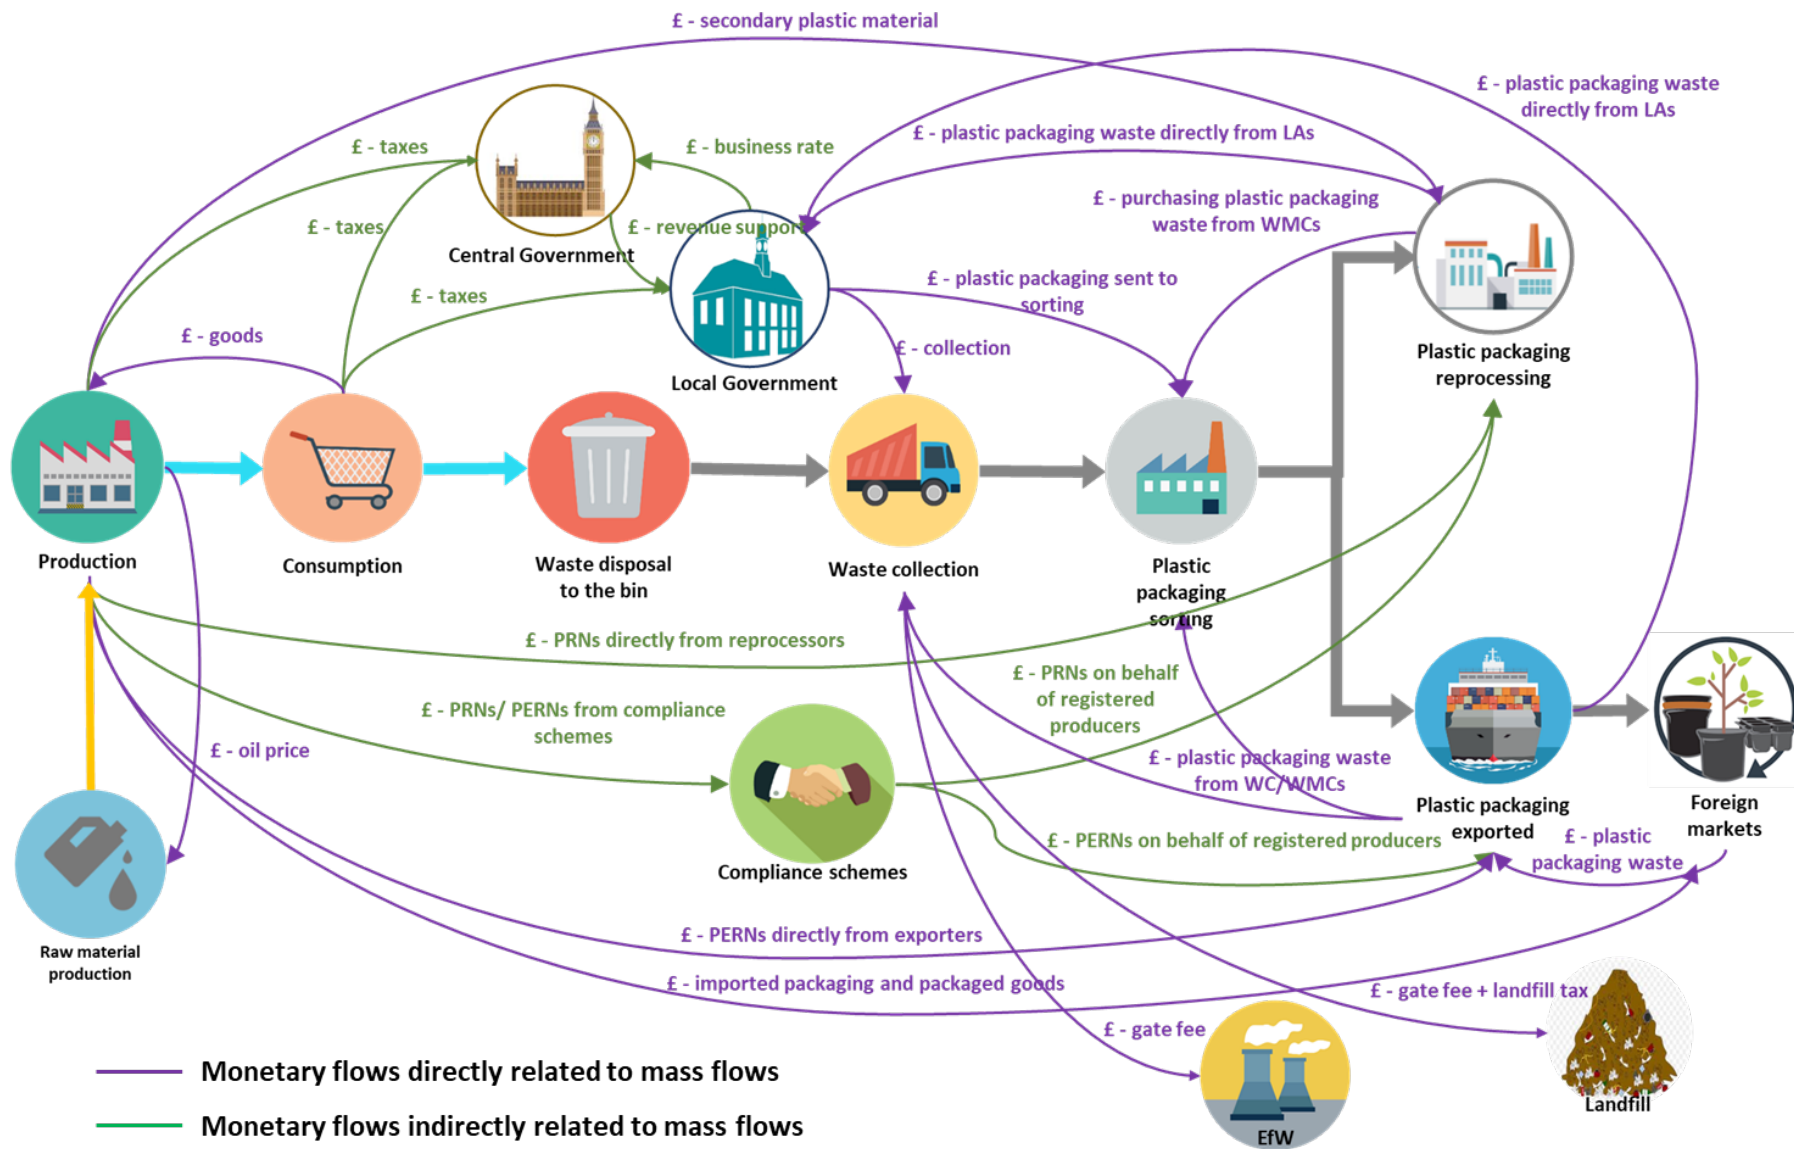 £ - secondary plastic material
£ - plastic packaging waste
directly from LAs
£ - taxes
£ - business rate
£ - plastic packaging waste directly from LAs
£ - purchasing plastic packaging
waste from WMCs
£ - taxes
£ - revenue support
Central Government
£ - taxes
£ - plastic packaging sent to
sorting
£ - goods
£ - collection
Local Government
Plastic packaging
reprocessing
Production
Consumption
Waste disposal
to the bin
Waste collection
Plastic
packaging
sorting
£ - PRNs directly from reprocessors
£ - PRNs on behalf
of registered
producers
£ - PRNs/ PERNs from compliance
schemes
£ - oil price
£ - plastic packaging waste
from WC/WMCs
Plastic packaging
exported
Foreign
markets
£ - PERNs on behalf of registered producers
£ - plastic
packaging waste
Compliance schemes
Raw material
production
£ - PERNs directly from exporters
£ - imported packaging and packaged goods
£ - gate fee + landfill tax
£ - gate fee
Landfill
EfW
Monetary flows directly related to mass flows
Monetary flows indirectly related to mass flows